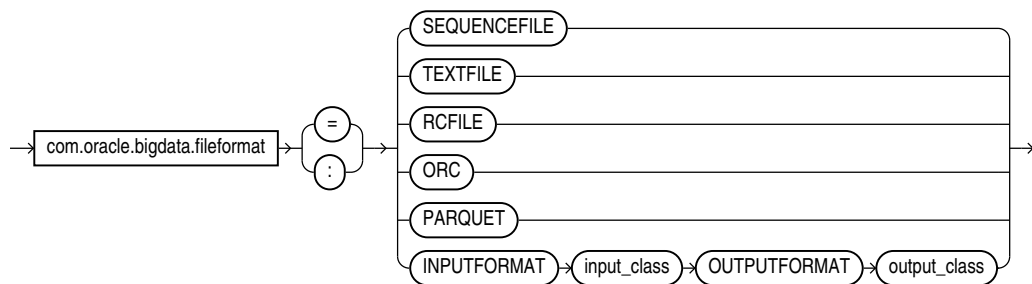 SEQUENCEFILE
TEXTFILE
RCFILE
com.oracle.bigdata.fileformat = :
ORC
PARQUET
INPUTFORMAT input_class OUTPUTFORMAT output_class